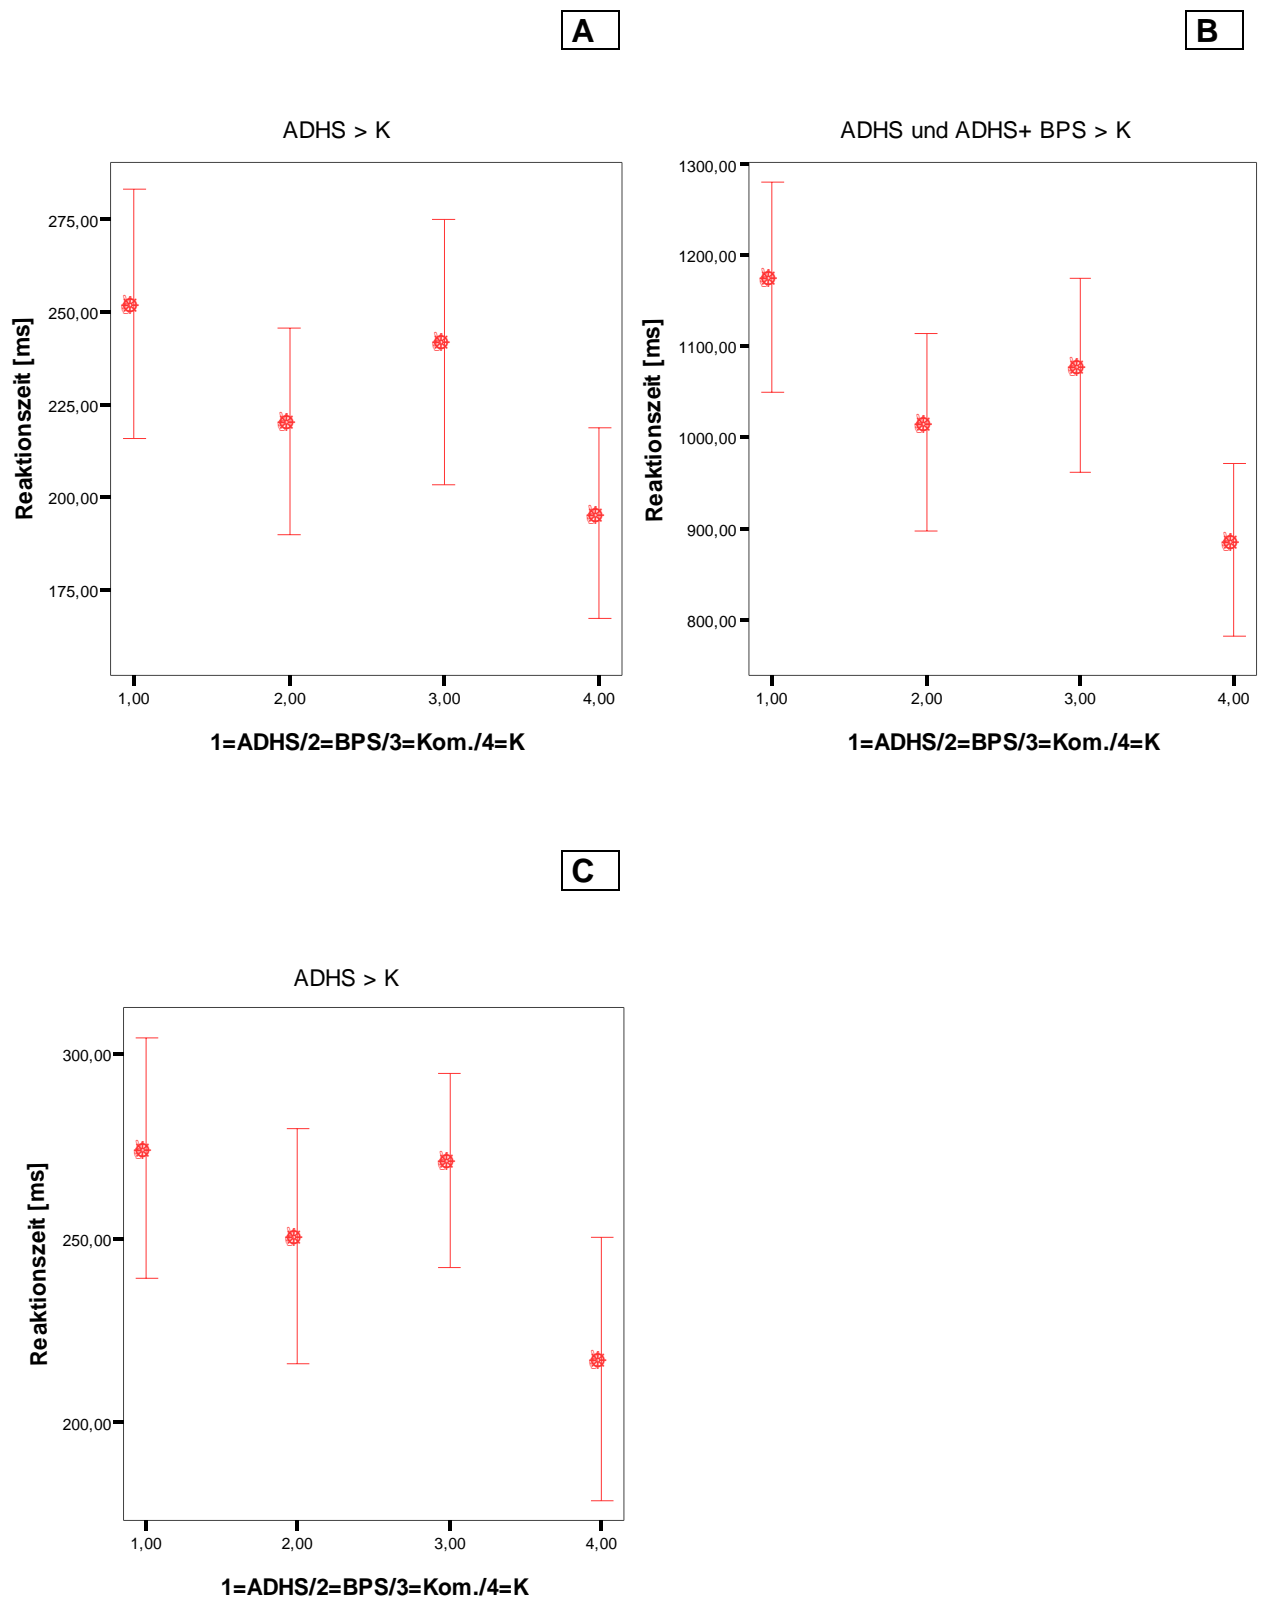 A
ADHS > K
Reaktionszeit [ms]
275,00
250,00
225,00
200,00
175,00
1,00 2,00 3,00 4,00
1=ADHS/2=BPS/3=Kom./4=K
B
ADHS und ADHS+ BPS > K
Reaktionszeit [ms]
1300,00
1200,00
1100,00
1000,00
900,00
800,00
1,00 2,00 3,00 4,00
1=ADHS/2=BPS/3=Kom./4=K
C
ADHS > K
Reaktionszeit [ms]
300,00
250,00
200,00
1,00 2,00 3,00 4,00
1=ADHS/2=BPS/3=Kom./4=K